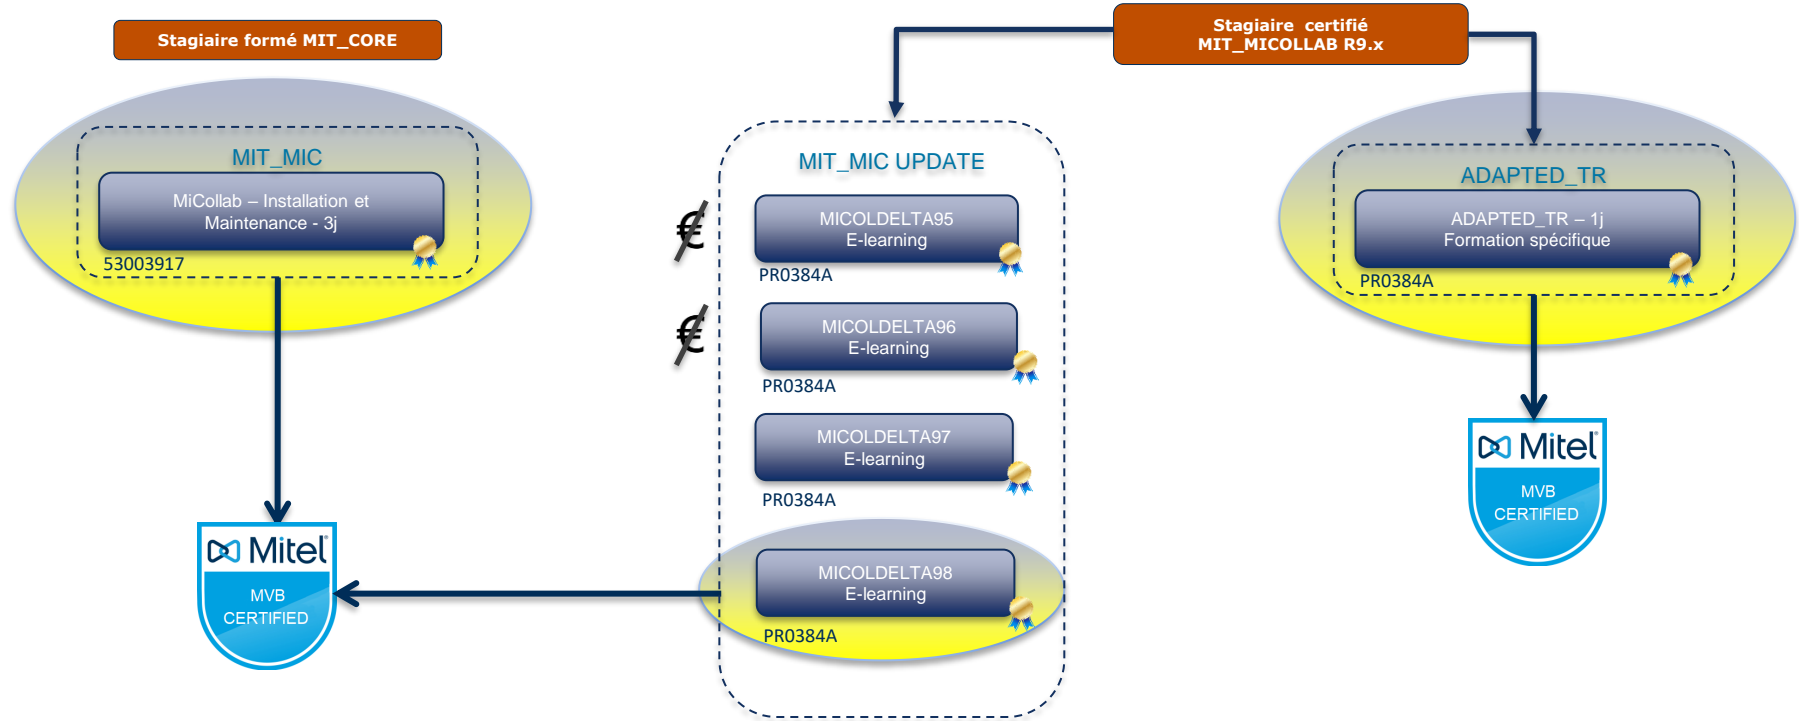 Stagiaire formé MIT_CORE
Stagiaire certifié
MIT_MICOLLAB R9.x
MIT_MIC
MiCollab – Installation et
Maintenance - 3j
53003917
MIT_MIC UPDATE
€
MICOLDELTA95
E-learning
PR0384A
€
MICOLDELTA96
E-learning
PR0384A
MICOLDELTA97
E-learning
PR0384A
MICOLDELTA98
E-learning
PR0384A
ADAPTED_TR
ADAPTED_TR – 1j
Formation spécifique
PR0384A
Mitel
MVB
CERTIFIED
Mitel
MVB
CERTIFIED